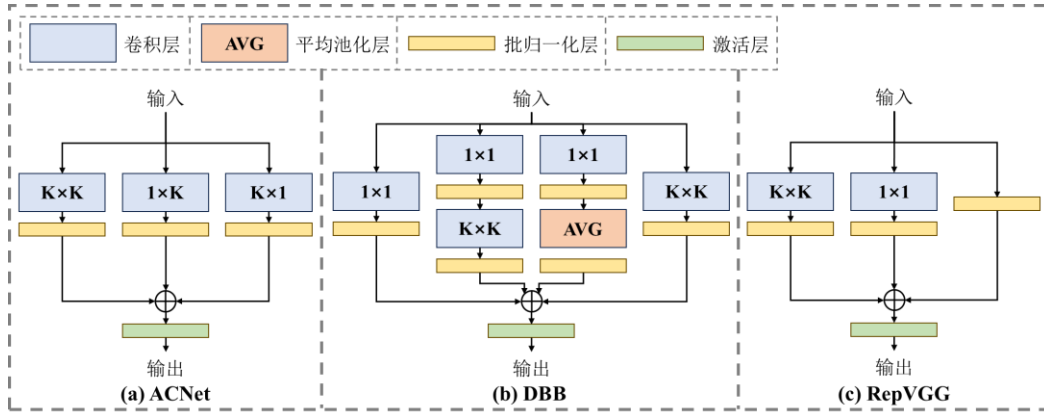 卷积层 AVG 平均池化层 批归一化层 激活层
输入 输入 输入
1×1 1×1
K×K 1×K K×1 1×1 K×K K×K 1×1
K×K AVG
输出 输出 输出
(a) ACNet (b) DBB (c) RepVGG